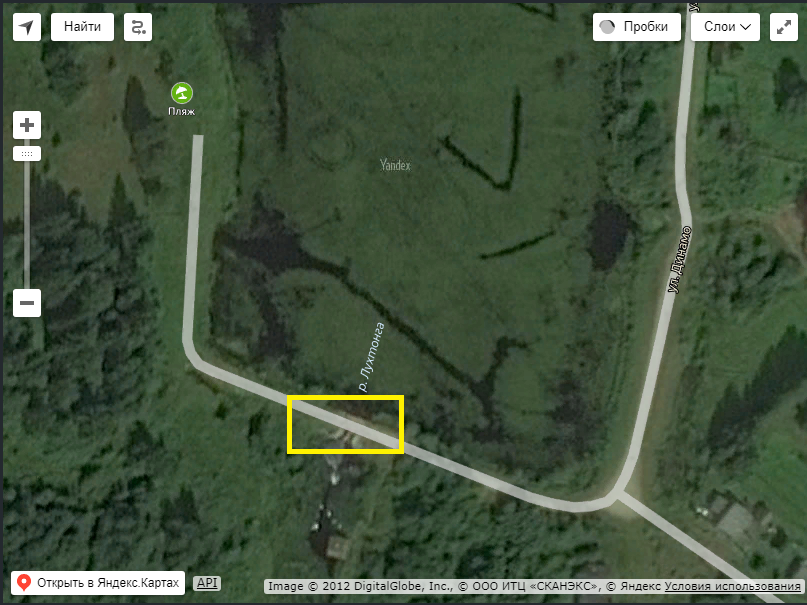 Найти
Пробки
Слои
Пляж
Yandex
ул. Динамо
р. Лухтонга
Открыть в Яндекс.Картах
API
Image © 2012 DigitalGlobe, Inc., © ООО ИТЦ «СКАНЭКС», © Яндекс Условия использования